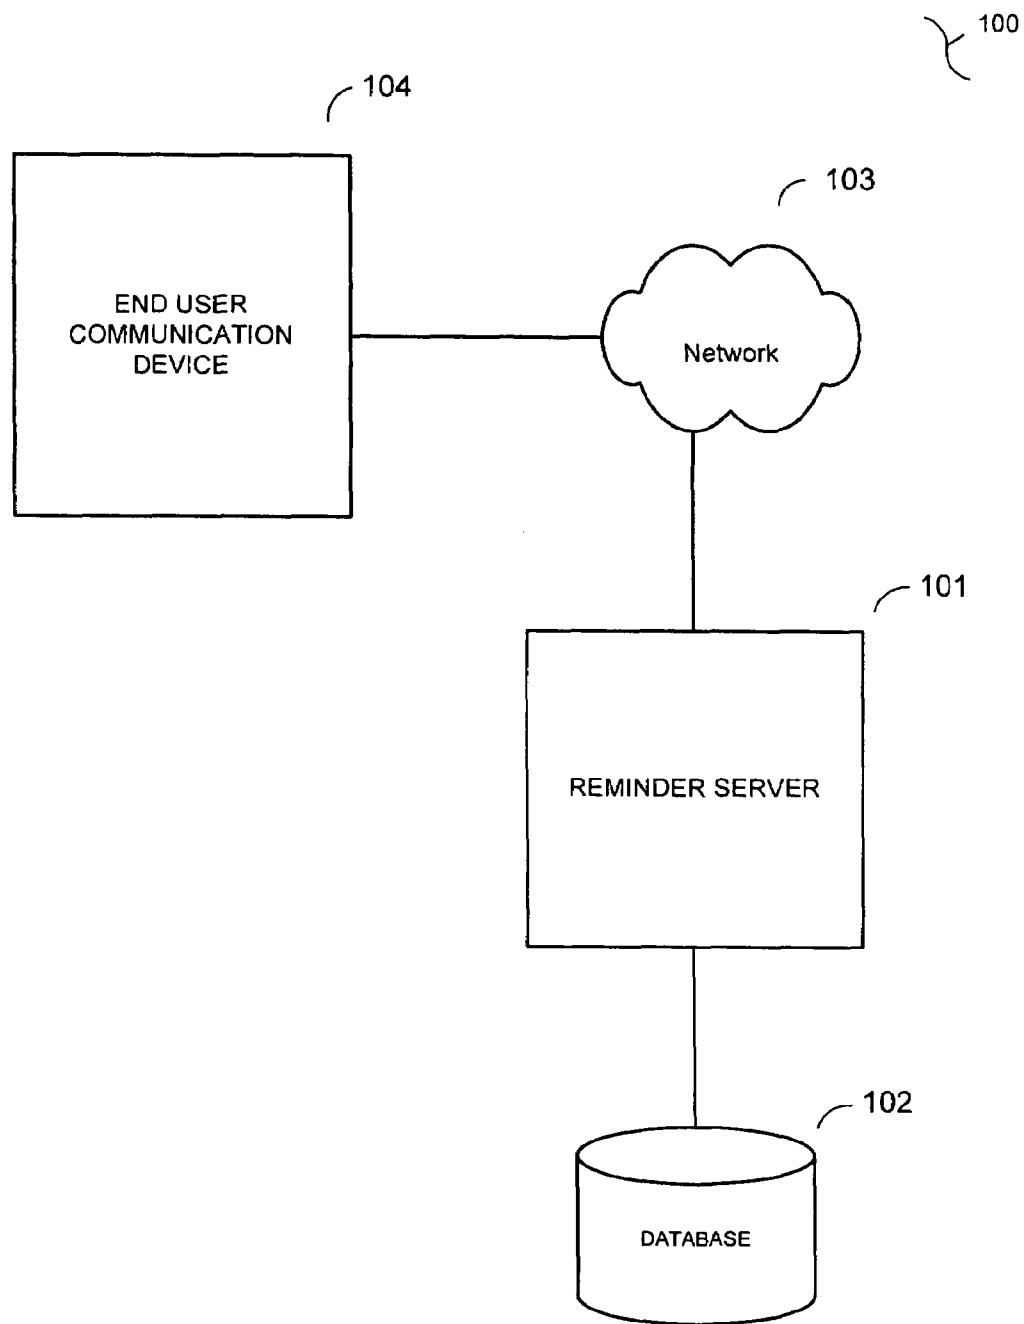 100
104
103
END USER
COMMUNICATION
DEVICE
Network
101
REMINDER SERVER
102
DATABASE